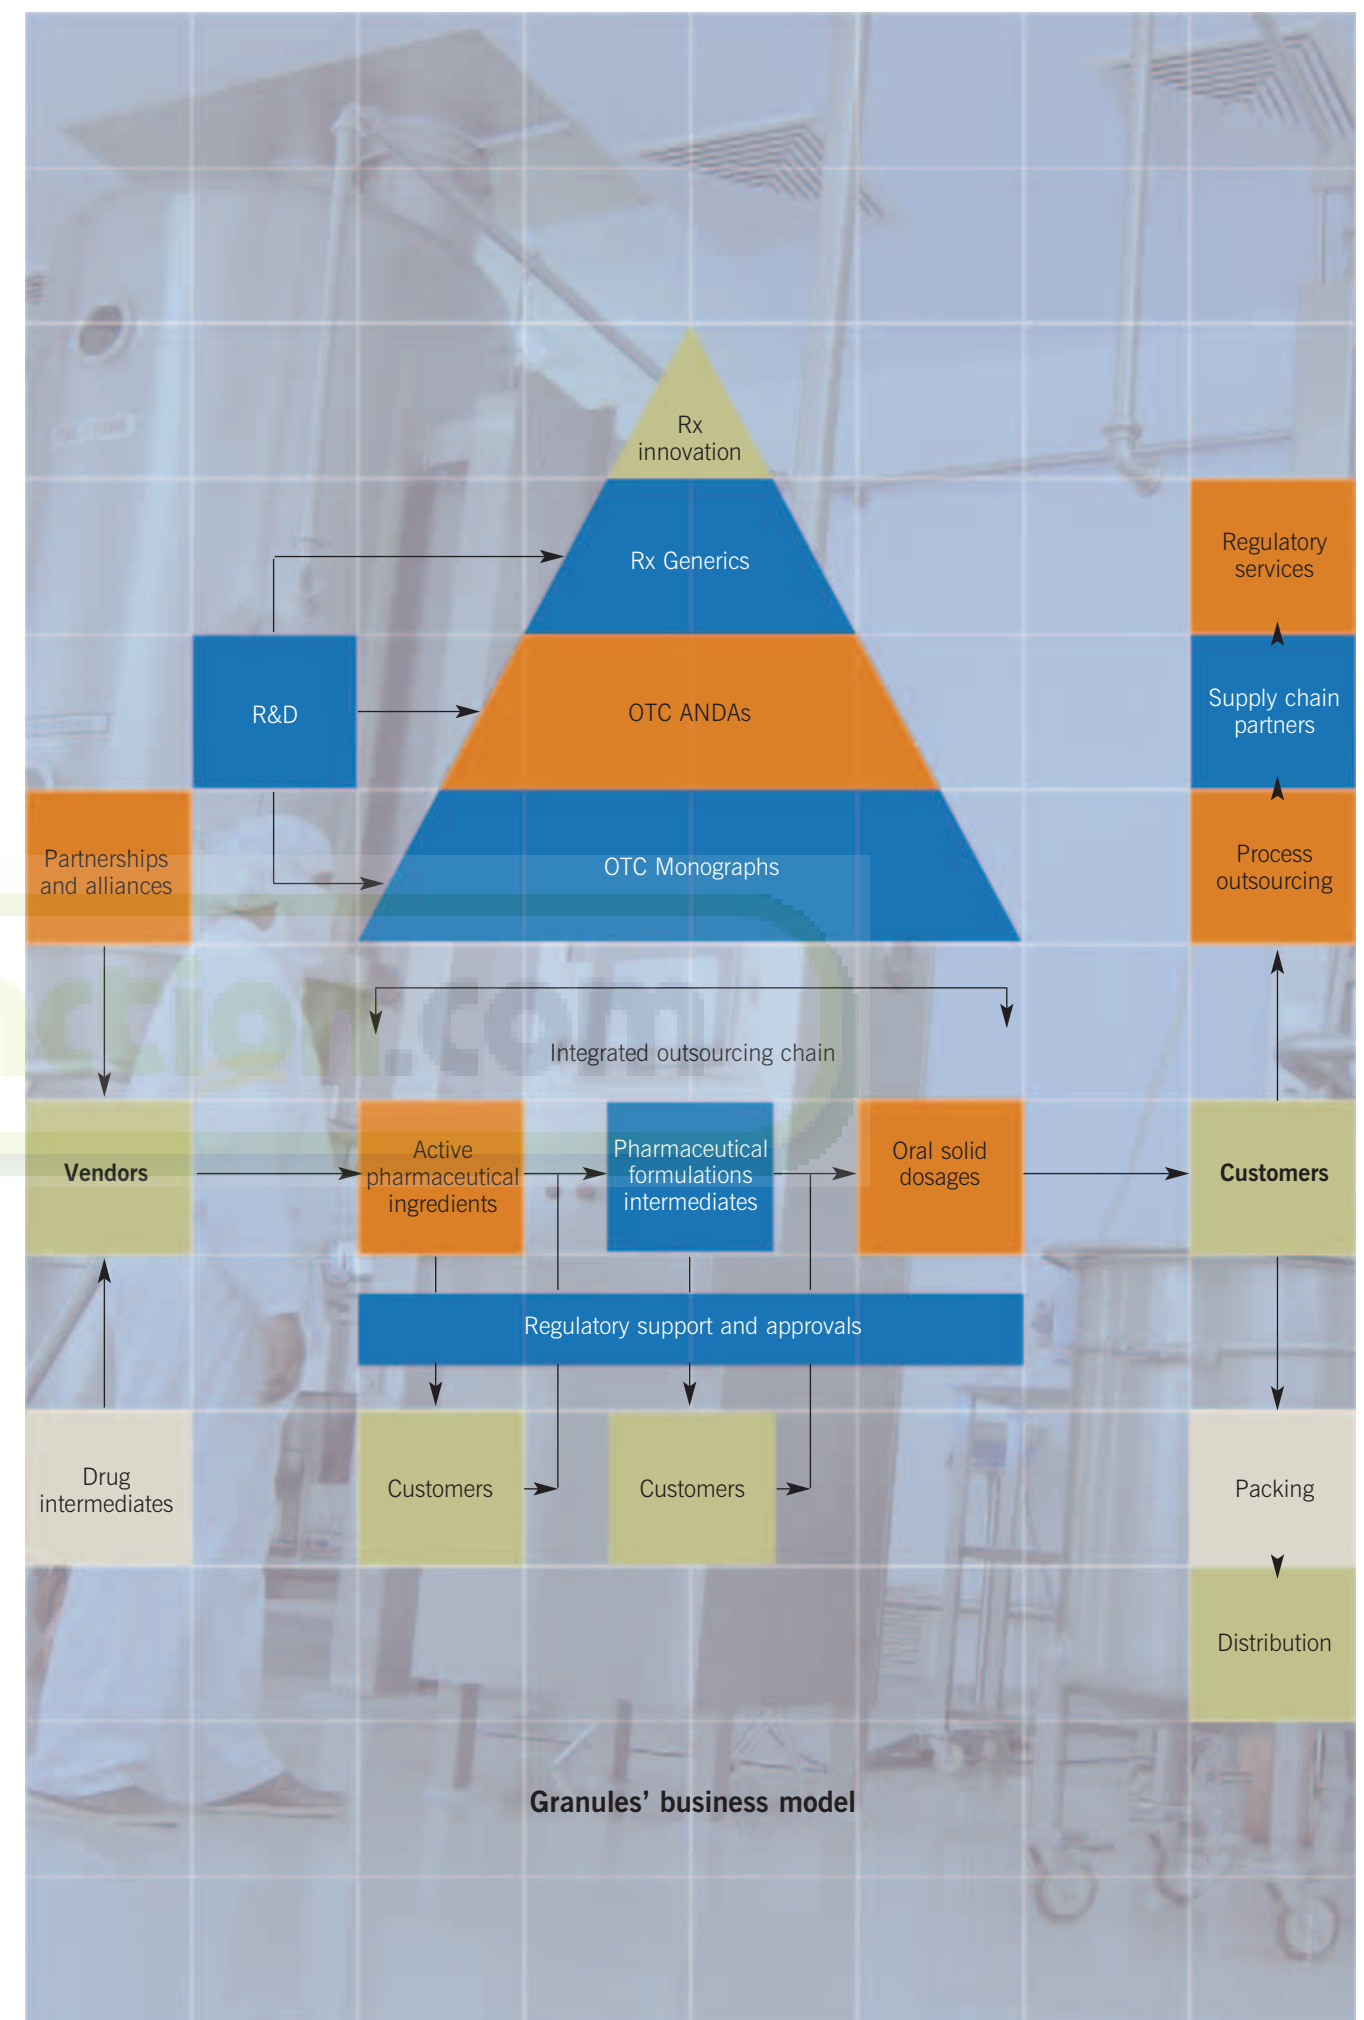 Rx
innovation
Rx Generics
Regulatory
services
R&D
OTC ANDAs
Supply chain
partners
Partnerships
and alliances
OTC Monographs
Process
outsourcing
Integrated outsourcing chain
.com
Vendors
Active
pharmaceutical
ingredients
Pharmaceutical
formulations
intermediates
Oral solid
dosages
Customers
Regulatory support and approvals
Drug
intermediates
Customers
Customers
Packing
Distribution
Granules’ business model